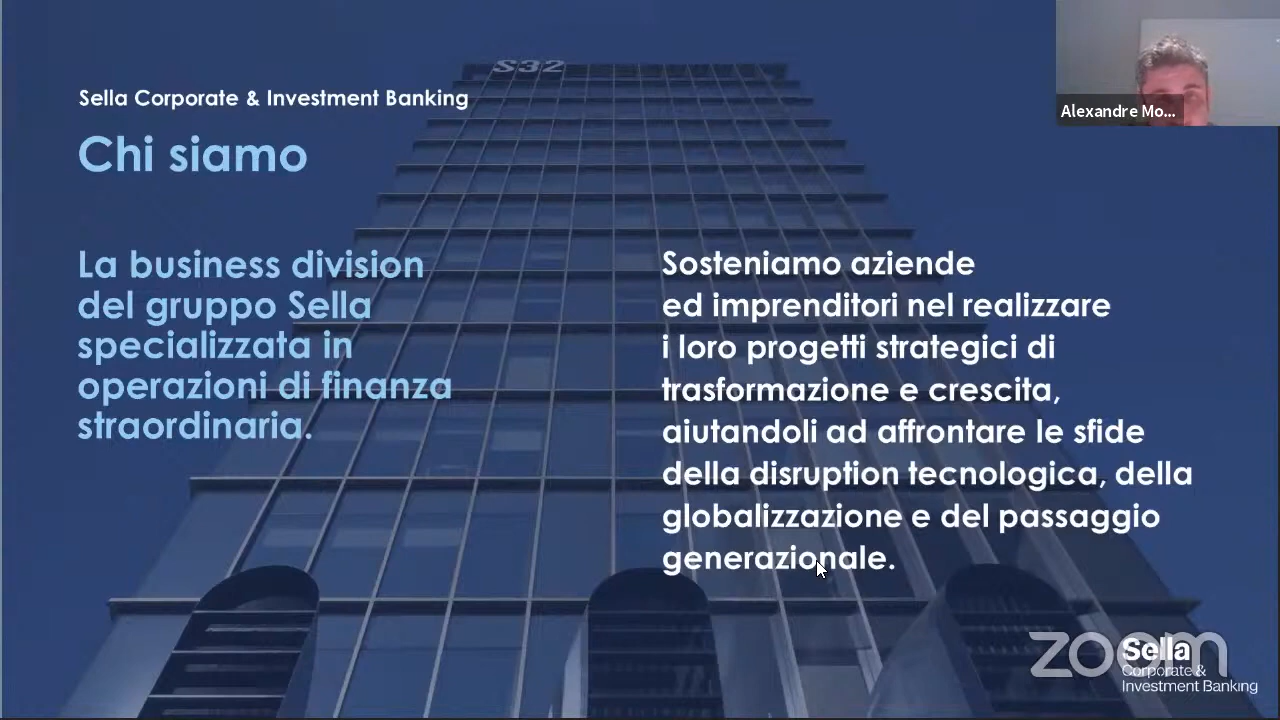 S32
Sella Corporate & Investment Banking
Chi siamo
La business division
del gruppo Sella
specializzata in
operazioni di finanza
straordinaria.
Sosteniamo aziende
ed imprenditori nel realizzare
i loro progetti strategici di
trasformazione e crescita,
aiutandoli ad affrontare le sfide
della disruption tecnologica, della
globalizzazione e del passaggio
generazionale.
Alexandre Mo...
zoom
Sella
Corporate &
Investment Banking